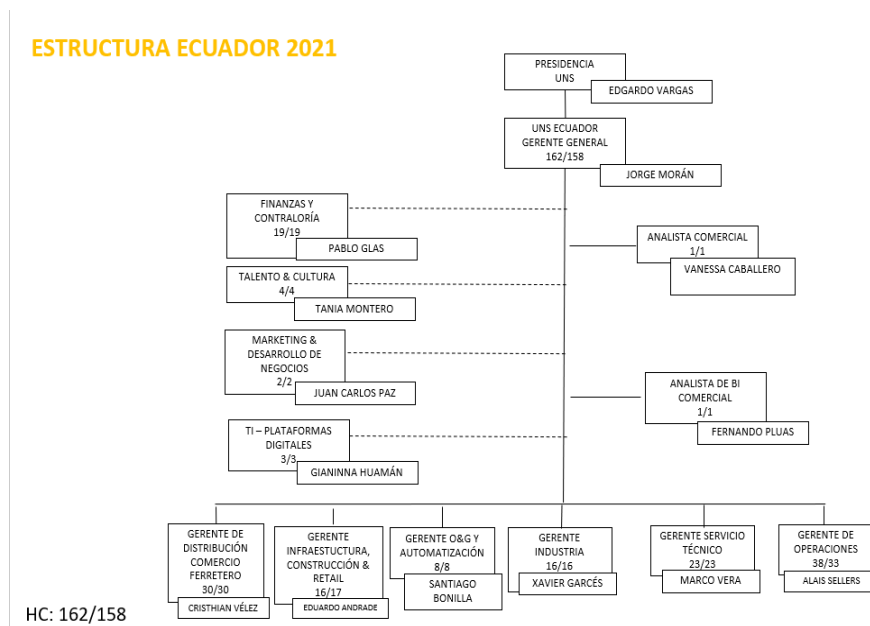 ESTRUCTURA ECUADOR 2021
PRESIDENCIA
UNS
EDGARDO VARGAS
UNS ECUADOR
GERENTE GENERAL
162/158
JORGE MORÁN
FINANZAS Y
CONTRALORÍA
19/19
PABLO GLAS
ANALISTA COMERCIAL
1/1
VANESSA CABALLERO
TALENTO & CULTURA
4/4
TANIA MONTERO
MARKETING &
DESARROLLO DE
NEGOCIOS
2/2
JUAN CARLOS PAZ
ANALISTA DE BI
COMERCIAL
1/1
FERNANDO PLUAS
TI – PLATAFORMAS
DIGITALES
3/3
GIANINNA HUAMÁN
GERENTE DE
DISTRIBUCIÓN
COMERCIO
FERRETERO
30/30
CRISTHIAN VÉLEZ
GERENTE
INFRAESTUCTURA,
CONSTRUCCIÓN &
RETAIL
16/17
EDUARDO ANDRADE
GERENTE O&G Y
AUTOMATIZACIÓN
8/8
SANTIAGO
BONILLA
GERENTE
INDUSTRIA
16/16
XAVIER GARCÉS
GERENTE SERVICIO
TÉCNICO
23/23
MARCO VERA
GERENTE DE
OPERACIONES
38/33
ALAIS SELLERS
HC: 162/158